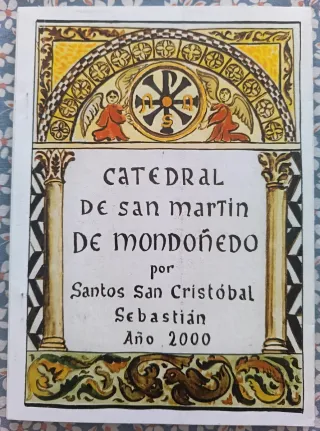 CATEDRAL
DE San martin
DE MONDOÑEDO
por
Santos San Cristóbal
Sebastián
Año 2000